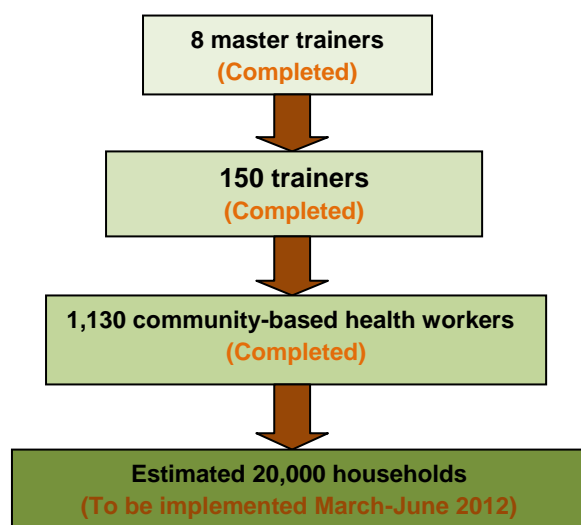 8 master trainers
(Completed)
150 trainers
(Completed)
1,130 community-based health workers
(Completed)
Estimated 20,000 households
(To be implemented March-June 2012)